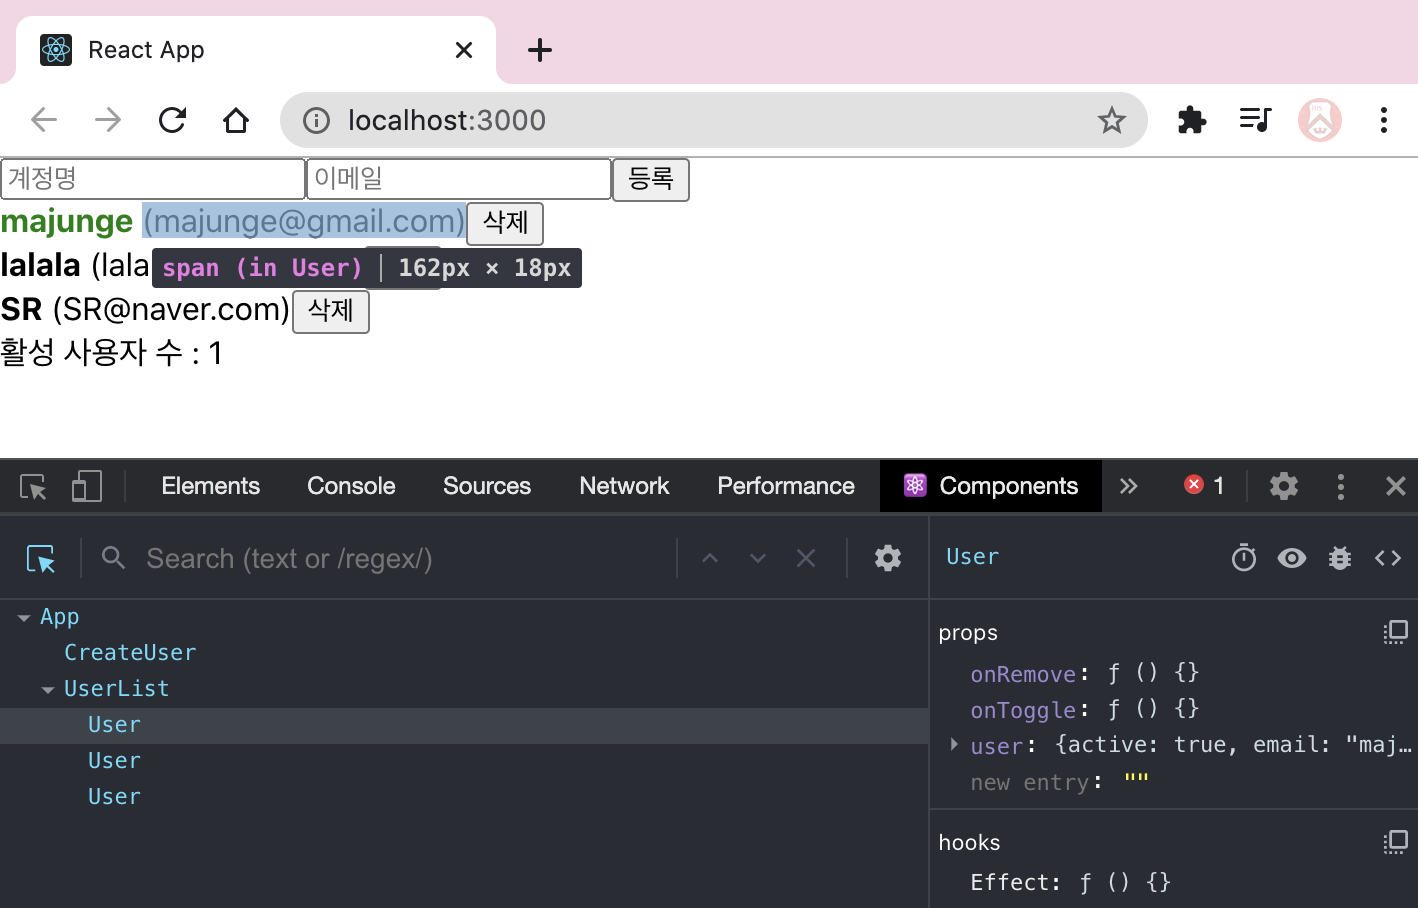 React App
localhost:3000
계정명 이메일 등록
majunge (majunge@gmail.com) 삭제
lalala (lala
span (in User) | 162px × 18px
SR (SR@naver.com) 삭제
활성 사용자 수 : 1
Elements Console Sources Network Performance Components » 1
Search (text or /regex/)
User
App
CreateUser
UserList
User
User
User
props
onRemove: ƒ () {}
onToggle: ƒ () {}
user: {active: true, email: "maj…
new entry: ""
hooks
Effect: ƒ () {}